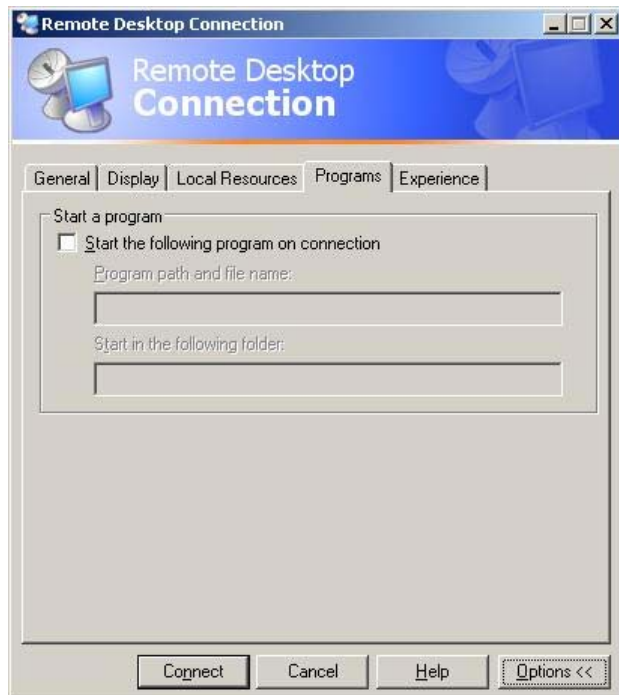 Remote Desktop Connection
Remote Desktop
Connection
General Display Local Resources Programs Experience
Start a program
Start the following program on connection
Program path and file name:
Start in the following folder:
Connect Cancel Help Options <<